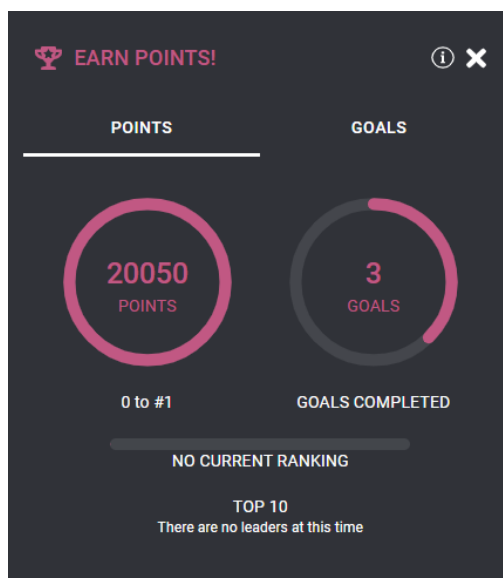 EARN POINTS!
POINTS
GOALS
20050
POINTS
3
GOALS
0 to #1
GOALS COMPLETED
NO CURRENT RANKING
TOP 10
There are no leaders at this time